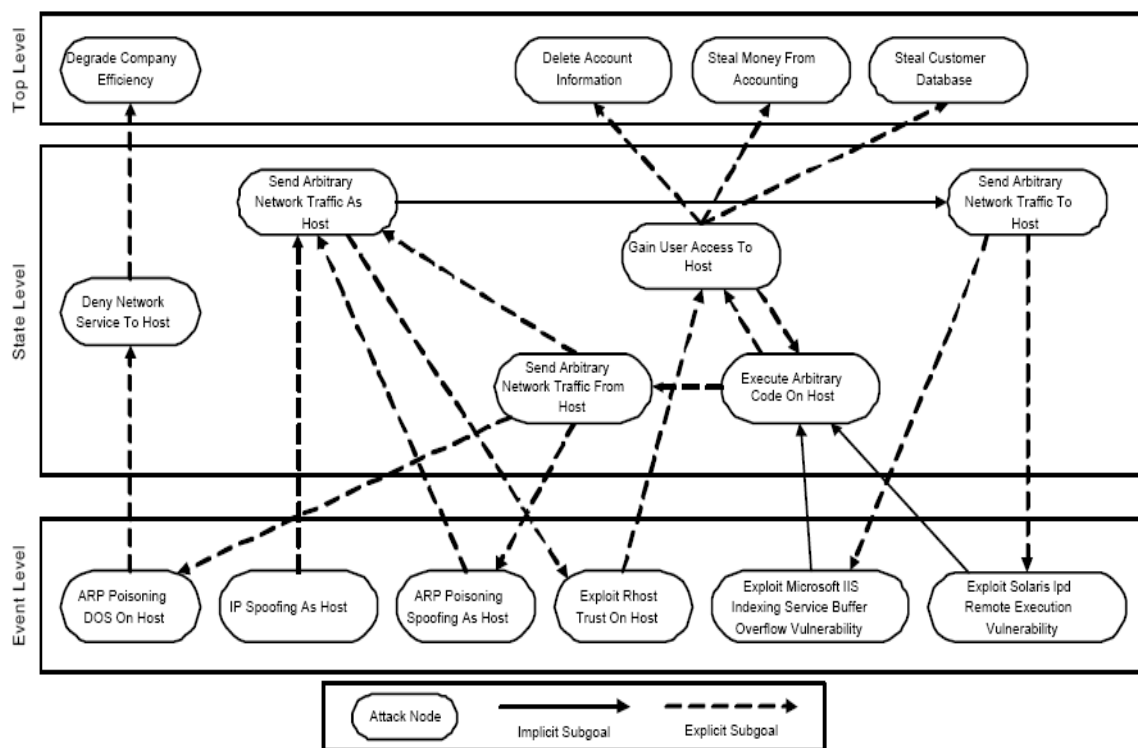 Top Level
Degrade Company
Efficiency
Delete Account
Information
Steal Money From
Accounting
Steal Customer
Database
State Level
Send Arbitrary
Network Traffic As
Host
Send Arbitrary
Network Traffic To
Host
Gain User Access To
Host
Deny Network
Service To Host
Send Arbitrary
Network Traffic From
Host
Execute Arbitrary
Code On Host
Event Level
ARP Poisoning
DOS On Host
IP Spoofing As Host
ARP Poisoning
Spoofing As Host
Exploit Rhost
Trust On Host
Exploit Microsoft IIS
Indexing Service Buffer
Overflow Vulnerability
Exploit Solaris lpd
Remote Execution
Vulnerability
Attack Node
Implicit Subgoal
Explicit Subgoal